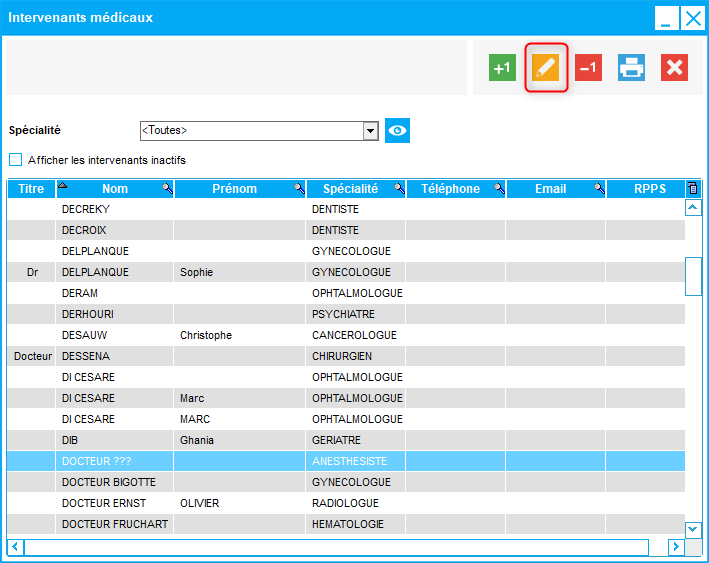 Intervenants médicaux
+1 -1
Spécialité <Toutes>
Afficher les intervenants inactifs
Titre Nom Prénom Spécialité Téléphone Email RPPS
DECREKY DENTISTE
DECROIX DENTISTE
DELPLANQUE GYNECOLOGUE
Dr DELPLANQUE Sophie GYNECOLOGUE
DERAM OPHTALMOLOGUE
DERHOURI PSYCHIATRE
DESAUW Christophe CANCEROLOGUE
Docteur DESSENA CHIRURGIEN
DI CESARE OPHTALMOLOGUE
DI CESARE Marc OPHTALMOLOGUE
DI CESARE MARC OPHTALMOLOGUE
DIB Ghania GERIATRE
DOCTEUR ??? ANESTHESISTE
DOCTEUR BIGOTTE GYNECOLOGUE
DOCTEUR ERNST OLIVIER RADIOLOGUE
DOCTEUR FRUCHART HEMATOLOGIE